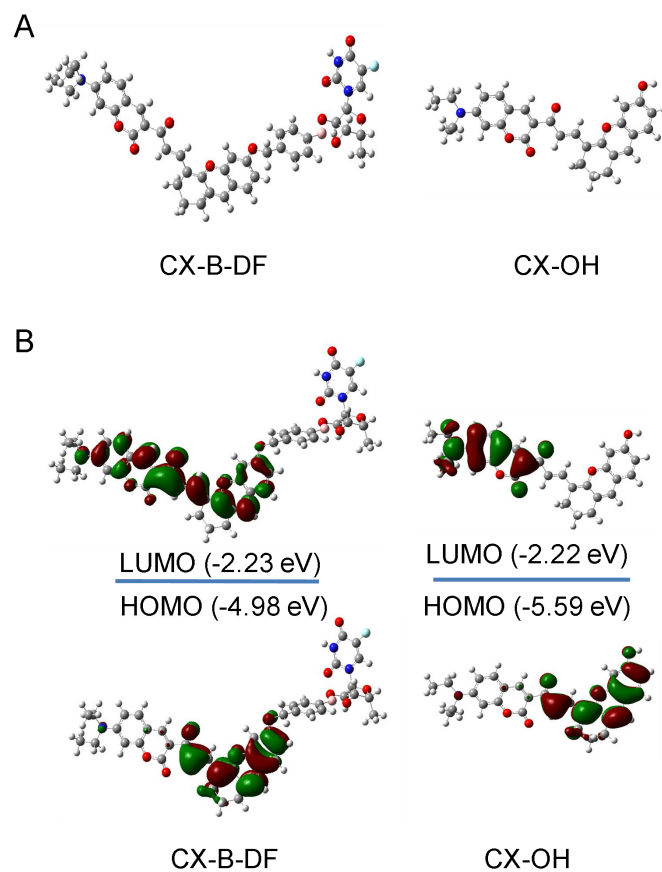 A
CX-B-DF
CX-OH
B
LUMO (-2.23 eV)
HOMO (-4.98 eV)
LUMO (-2.22 eV)
HOMO (-5.59 eV)
CX-B-DF
CX-OH